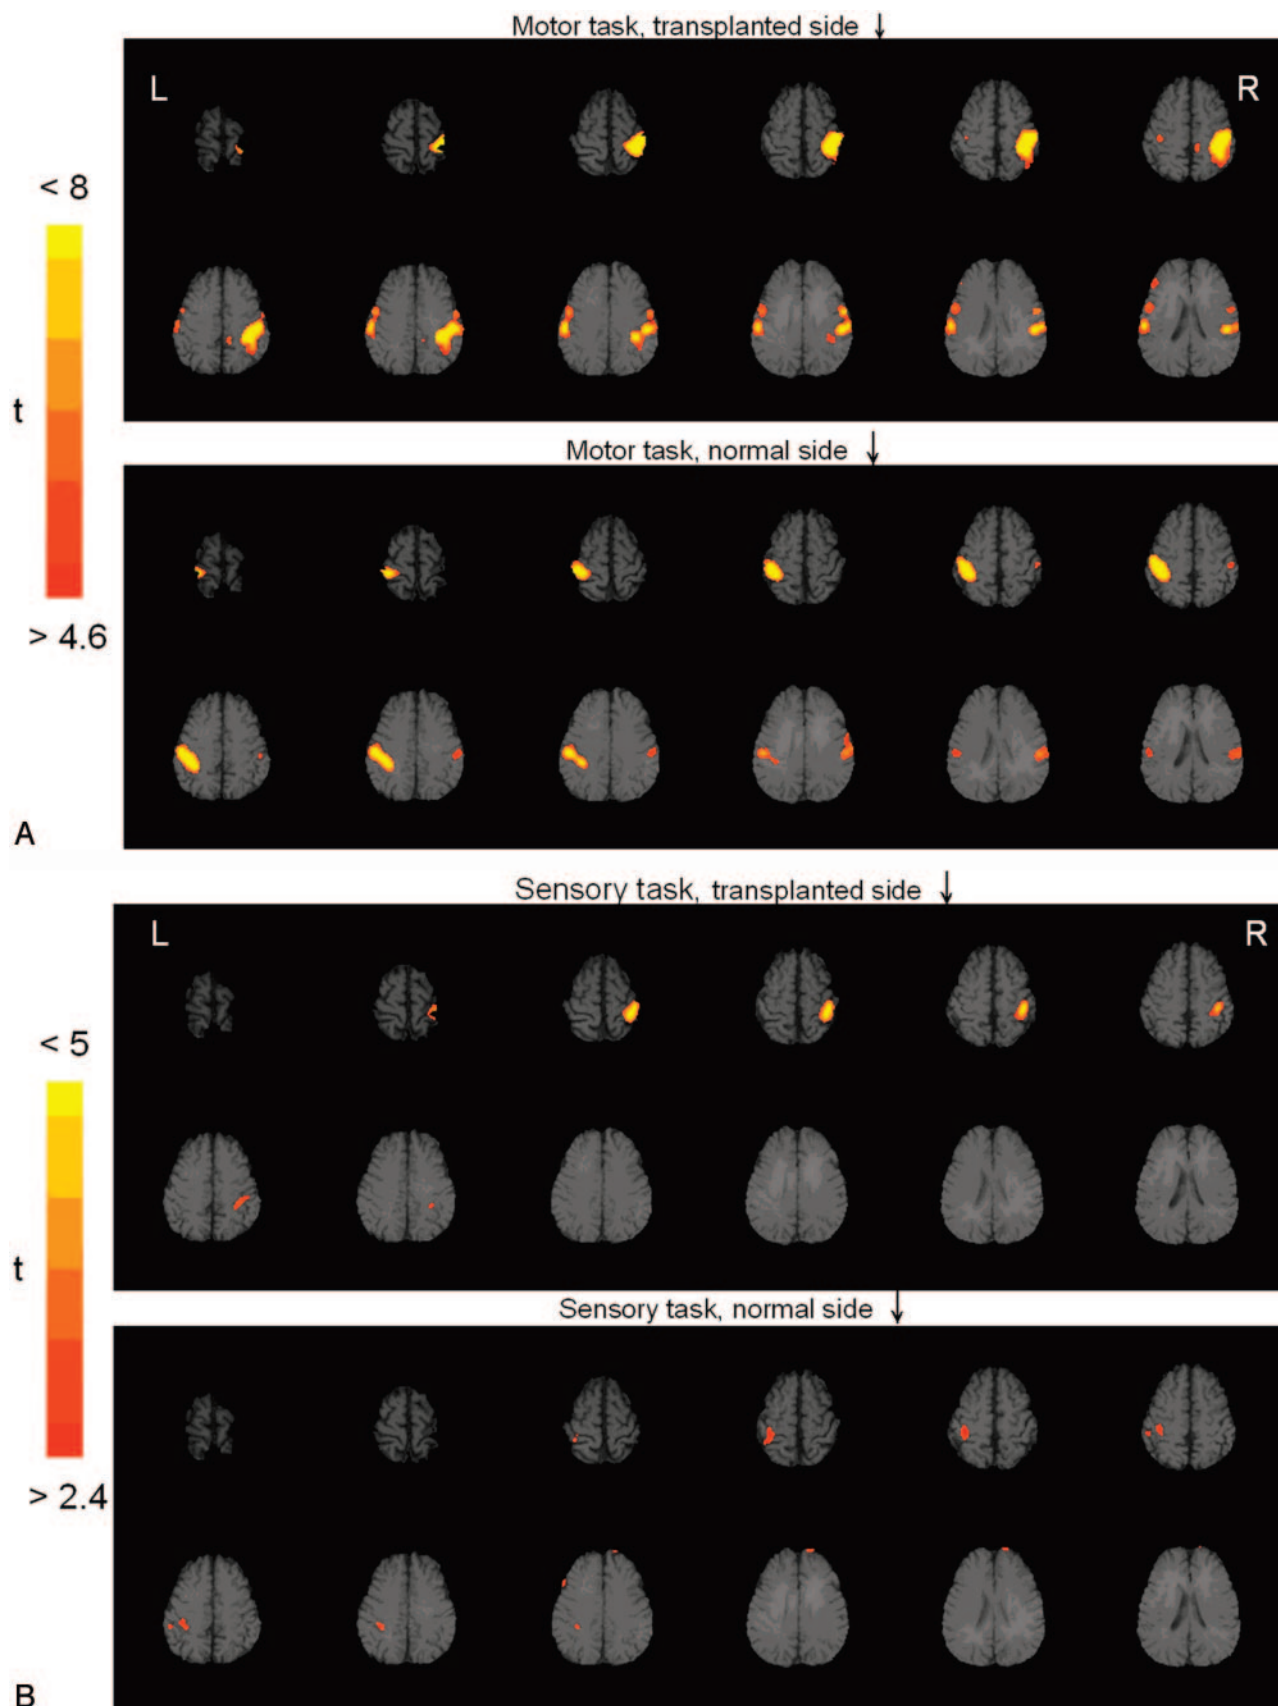 Motor task, transplanted side ↓
L
R
< 8
t
> 4.6
Motor task, normal side ↓
A
Sensory task, transplanted side ↓
L
R
< 5
t
> 2.4
Sensory task, normal side ↓
B